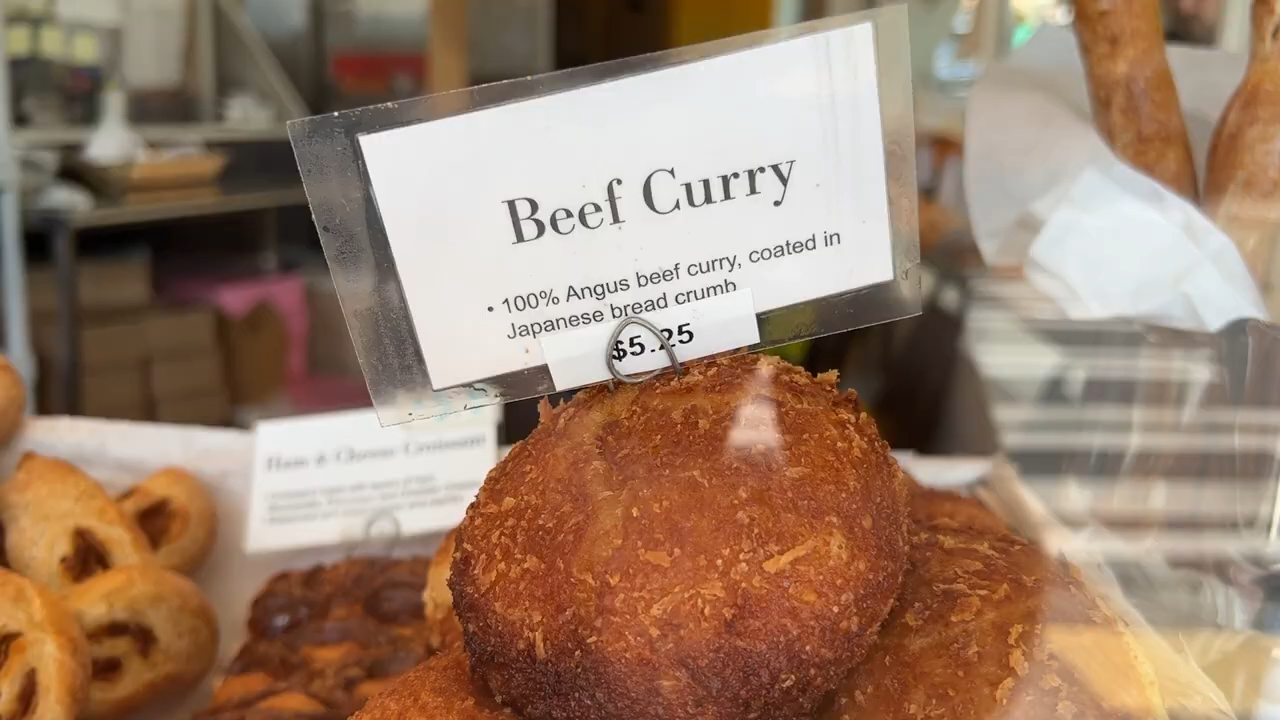 Beef Curry
• 100% Angus beef curry, coated in
Japanese bread crumb
$5.25
Ham & Cheese Croissant